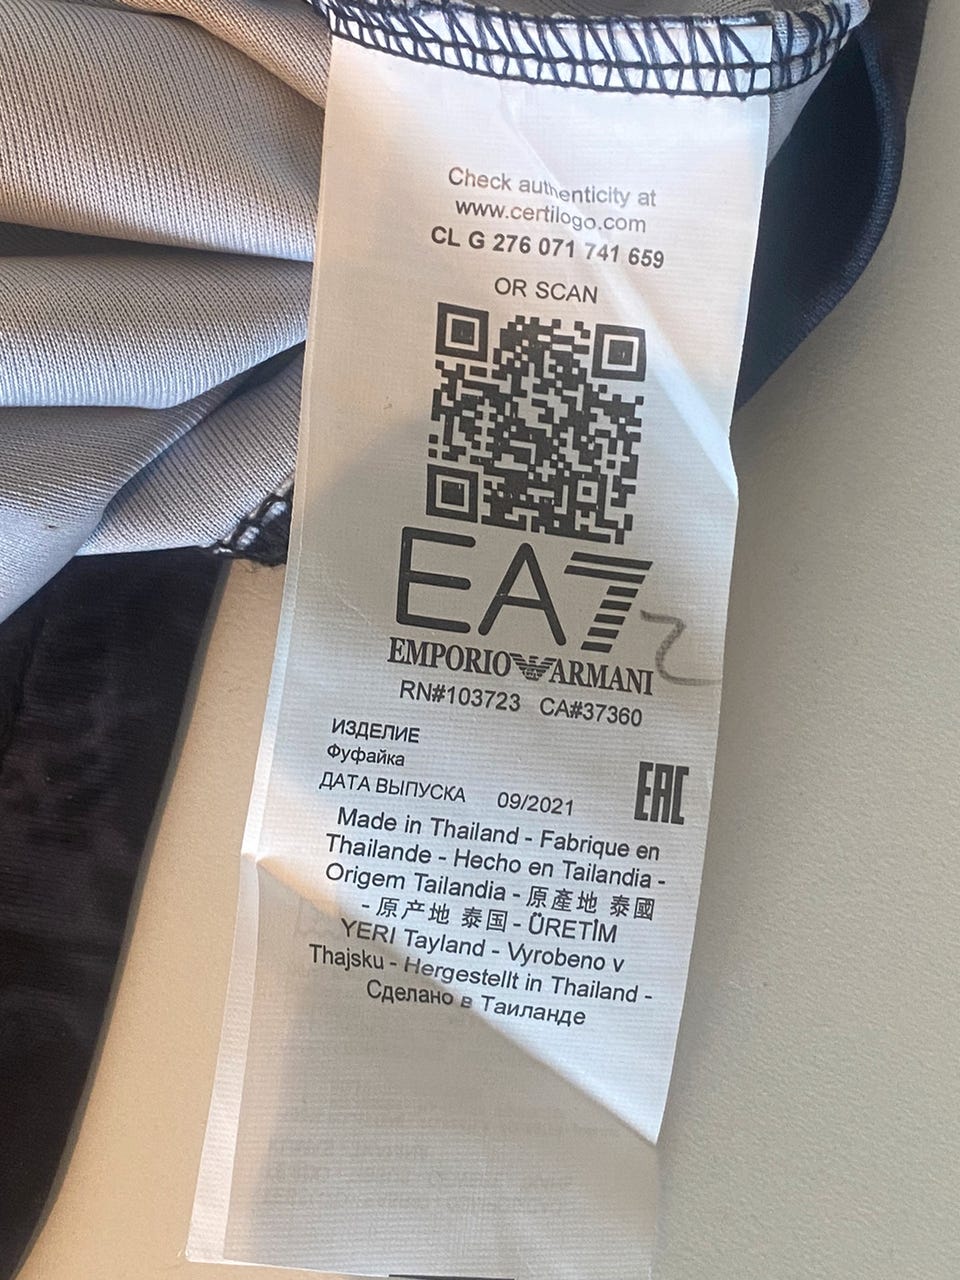 Check authenticity at
www.certilogo.com
CL G 276 071 741 659
OR SCAN
EA7
EMPORIO ARMANI
RN#103723 CA#37360
ИЗДЕЛИЕ
Фуфайка
ДАТА ВЫПУСКА 09/2021
EAC
Made in Thailand - Fabrique en
Thailande - Hecho en Tailandia -
Origem Tailandia - 原產地 泰國
- 原产地 泰国 - ÜRETİM
YERI Tayland - Vyrobeno v
Thajsku - Hergestellt in Thailand -
Сделано в Таиланде